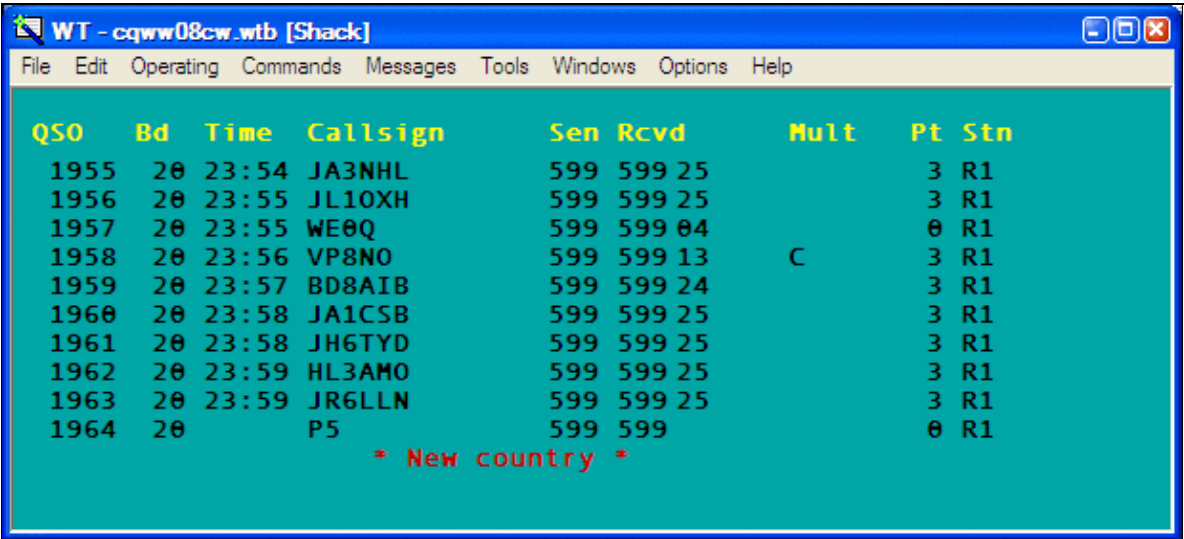 WT - cqww08cw.wtb [Shack]
File Edit Operating Commands Messages Tools Windows Options Help
QSO Bd Time Callsign Sen Rcvd Mult Pt Stn
1955 20 23:54 JA3NHL 599 599 25 3 R1
1956 20 23:55 JL1OXH 599 599 25 3 R1
1957 20 23:55 WE0Q 599 599 04 0 R1
1958 20 23:56 VP8NO 599 599 13 C 3 R1
1959 20 23:57 BD8AIB 599 599 24 3 R1
1960 20 23:58 JA1CSB 599 599 25 3 R1
1961 20 23:58 JH6TYD 599 599 25 3 R1
1962 20 23:59 HL3AMO 599 599 25 3 R1
1963 20 23:59 JR6LLN 599 599 25 3 R1
1964 20 P5 599 599 0 R1
* New country *